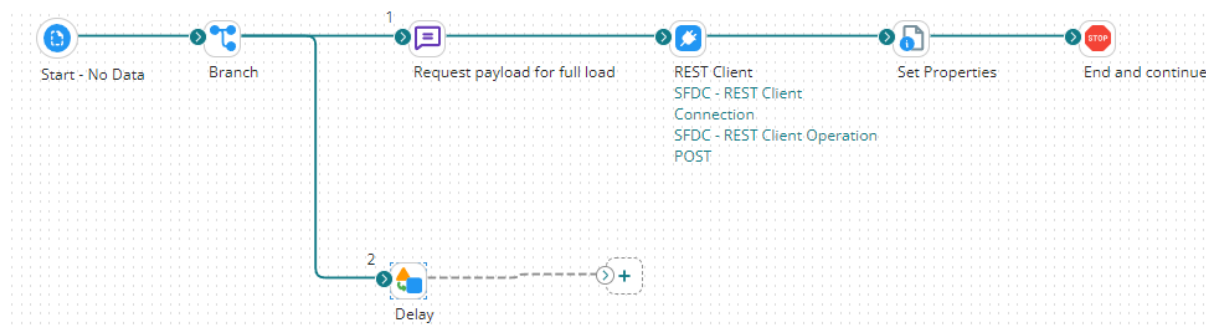 1
STOP
Start - No Data
Branch
Request payload for full load
REST Client
SFDC - REST Client
Connection
SFDC - REST Client Operation
POST
Set Properties
End and continue
2
Delay